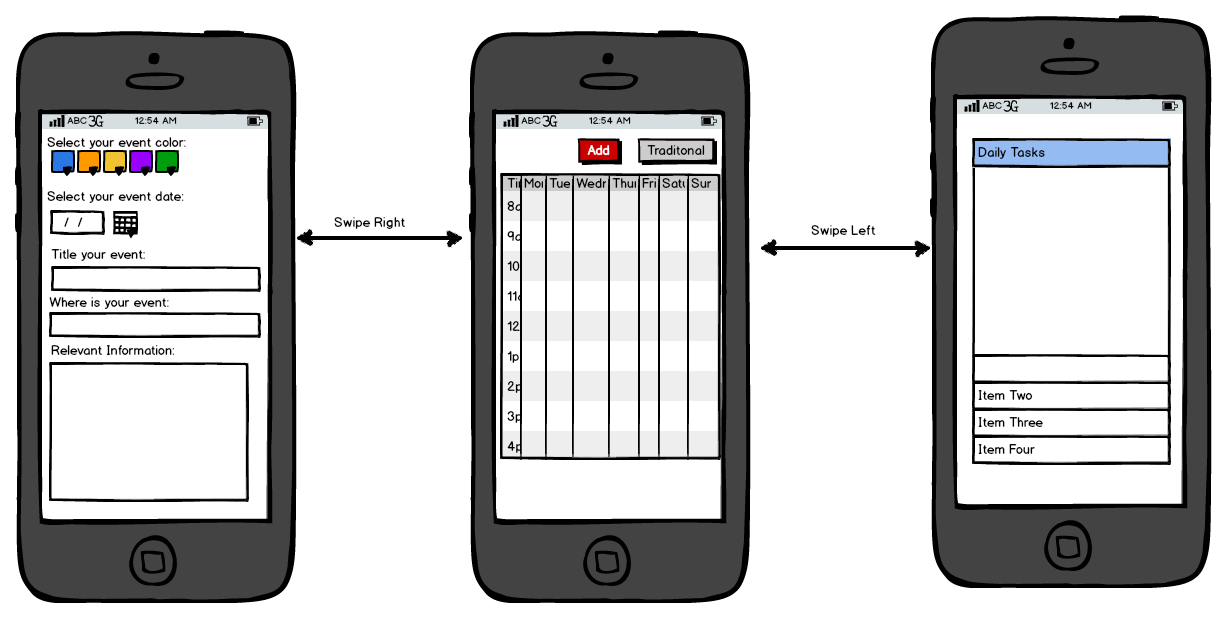 ABC 3G 12:54 AM
Select your event color:
Select your event date:
/ /
Title your event:
Where is your event:
Relevant Information:
Swipe Right
ABC 3G 12:54 AM
Add Traditonal
Ti Mon Tue Wedn Thu Fri Satu Sur
8a
9a
10
11a
12
1p
2p
3p
4p
Swipe Left
ABC 3G 12:54 AM
Daily Tasks
Item Two
Item Three
Item Four